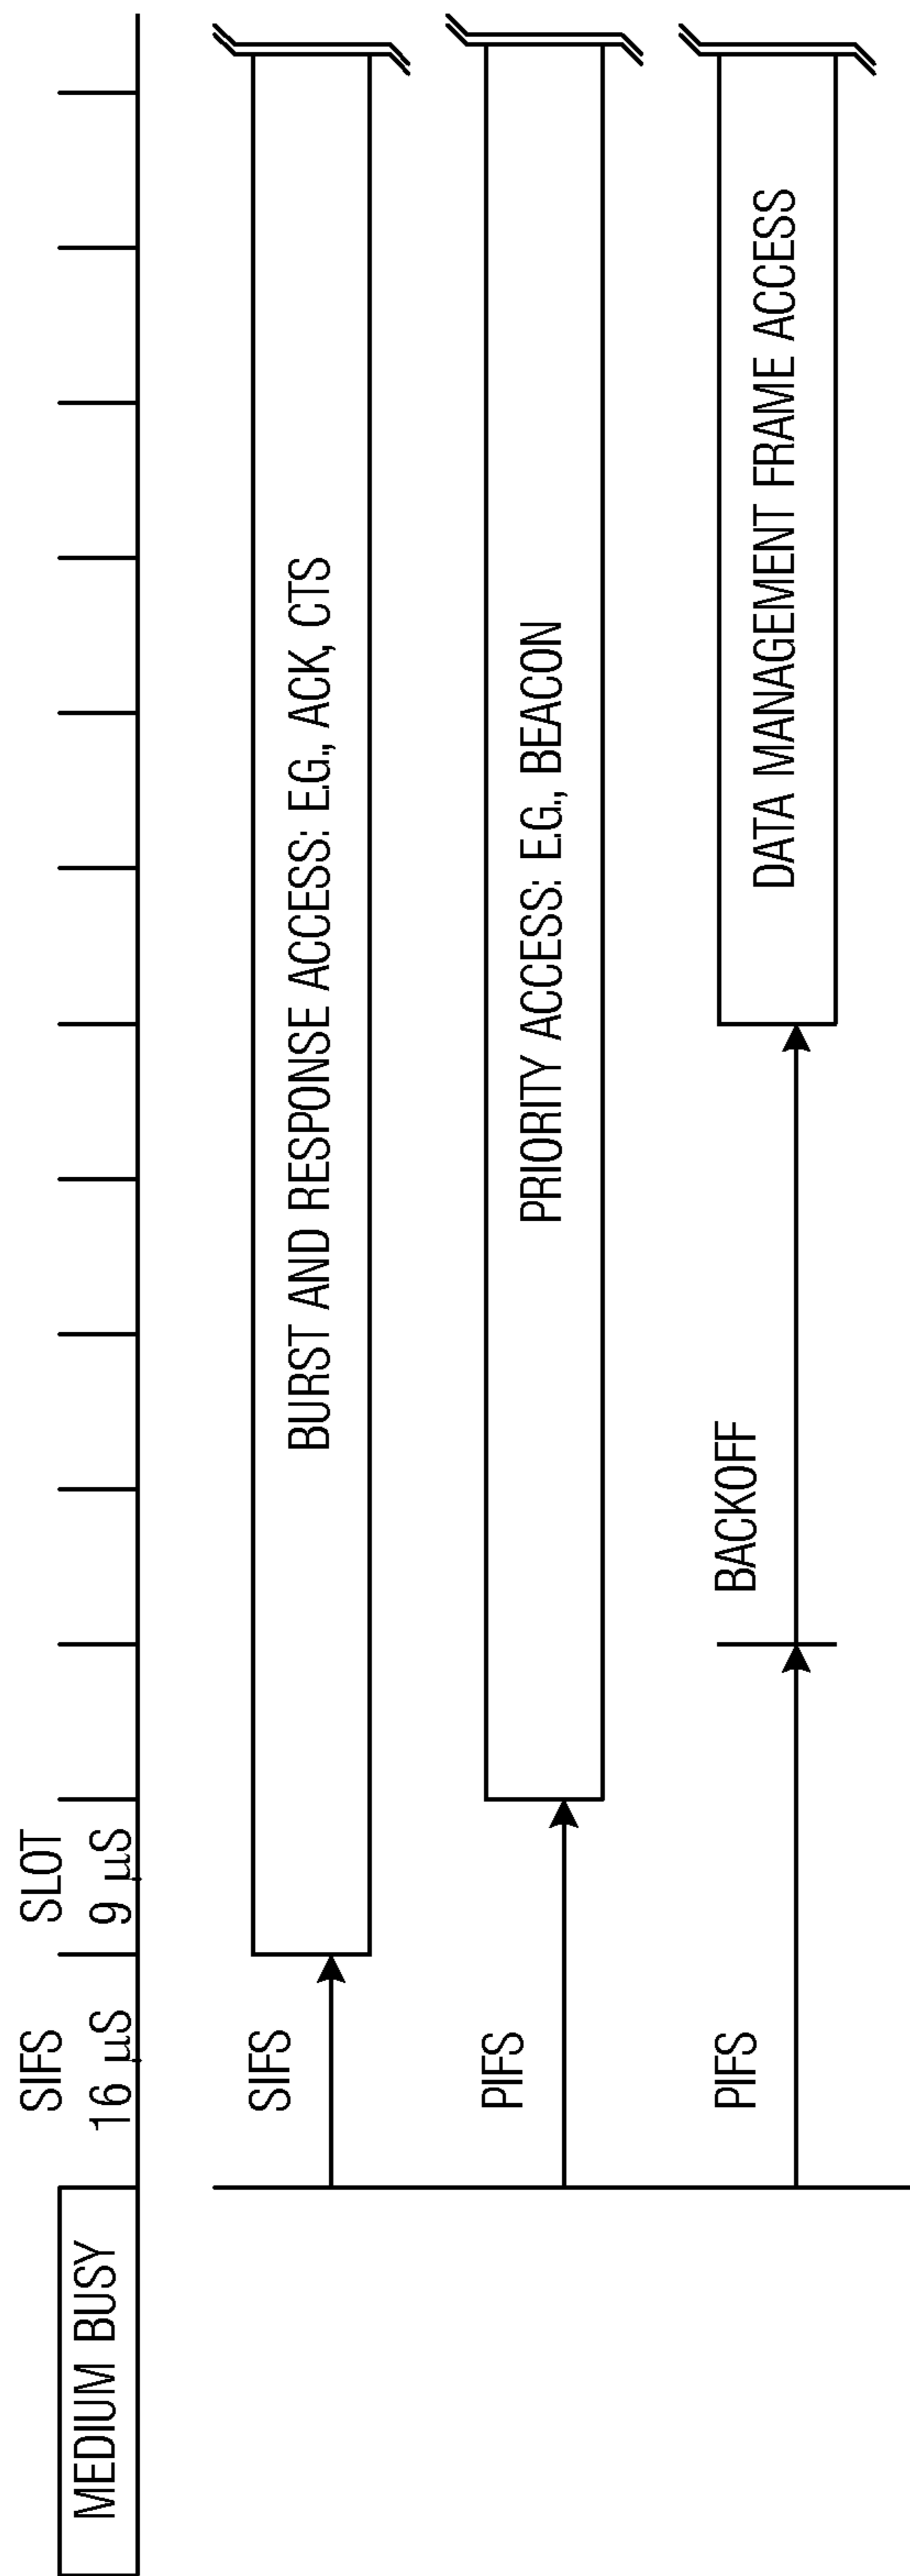 SIFS SLOT
MEDIUM BUSY 16 µS 9 µS
SIFS
BURST AND RESPONSE ACCESS: E.G., ACK, CTS
PIFS
PRIORITY ACCESS: E.G., BEACON
PIFS
BACKOFF
DATA MANAGEMENT FRAME ACCESS